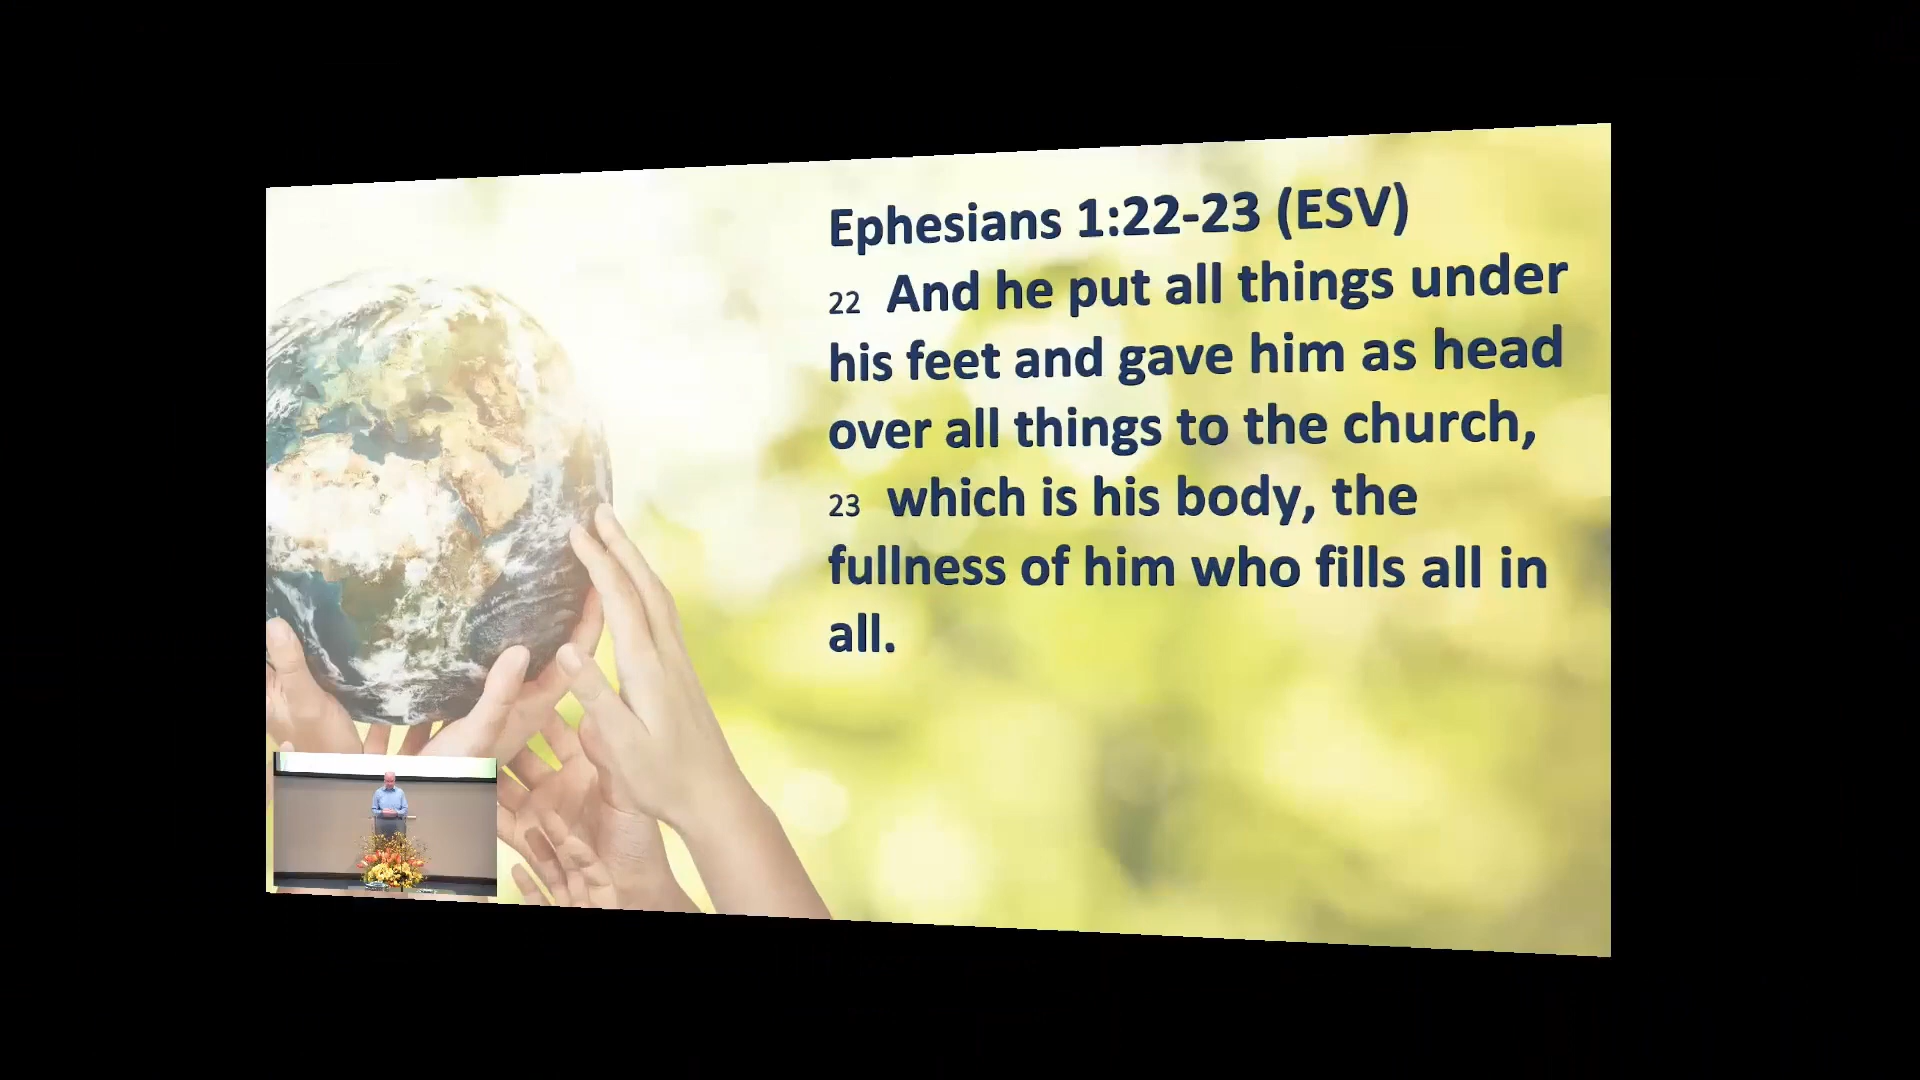 Ephesians 1:22-23 (ESV)
22 And he put all things under
his feet and gave him as head
over all things to the church,
23 which is his body, the
fullness of him who fills all in
all.